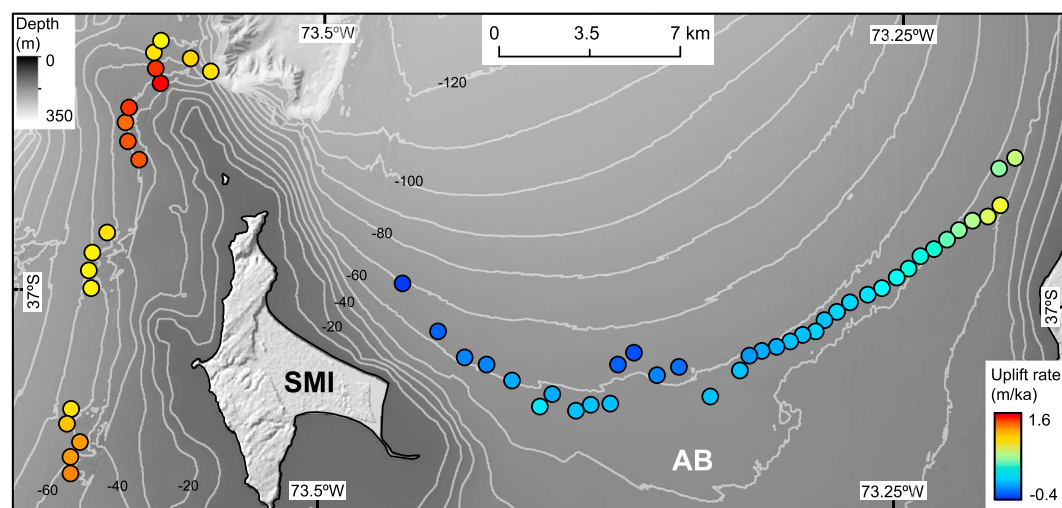 Depth
(m)
0
350
73.5ºW
0 3.5 7 km
73.25ºW
-120
-100
-80
-60
-40
-20
37ºS
37ºS
SMI
AB
Uplift rate
(m/ka)
1.6
-0.4
-60 -40 -20
73.5ºW
73.25ºW